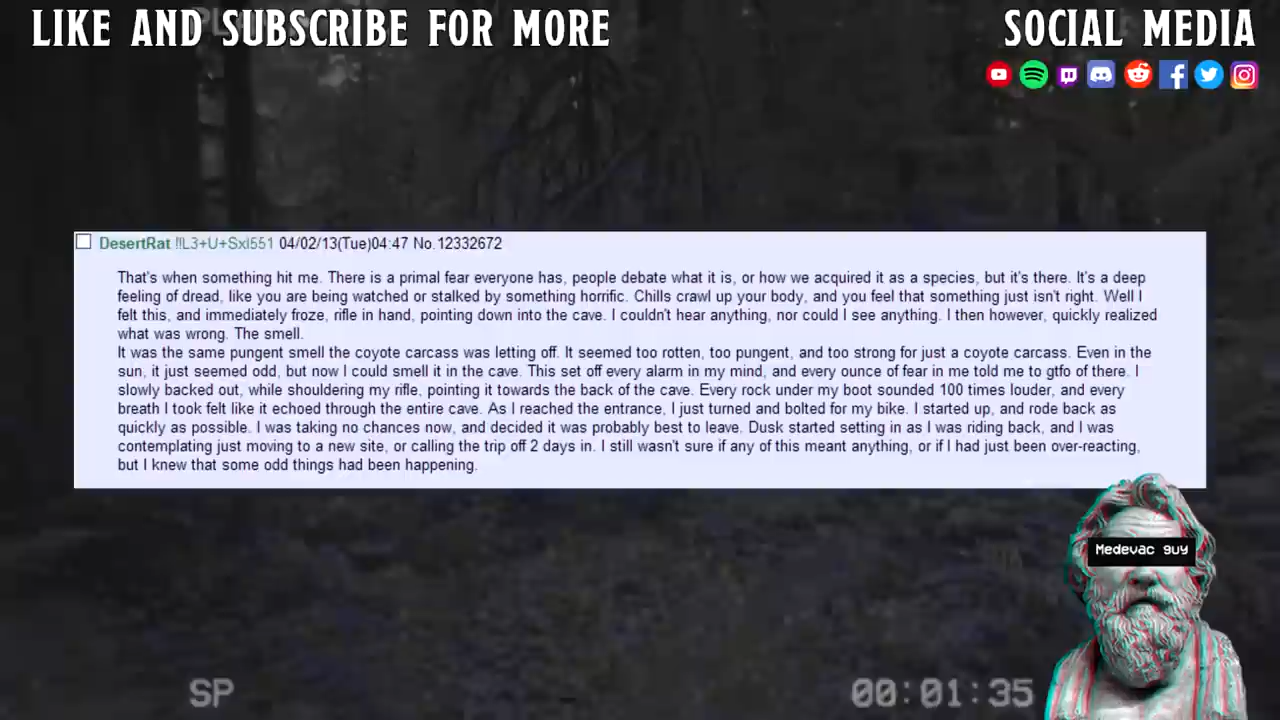 LIKE AND SUBSCRIBE FOR MORE
SOCIAL MEDIA
DesertRat !!L3+U+Sxl551 04/02/13(Tue)04:47 No.12332672
That's when something hit me. There is a primal fear everyone has, people debate what it is, or how we acquired it as a species, but it's there. It's a deep
feeling of dread, like you are being watched or stalked by something horrific. Chills crawl up your body, and you feel that something just isn't right. Well I
felt this, and immediately froze, rifle in hand, pointing down into the cave. I couldn't hear anything, nor could I see anything. I then however, quickly realized
what was wrong. The smell.
It was the same pungent smell the coyote carcass was letting off. It seemed too rotten, too pungent, and too strong for just a coyote carcass. Even in the
sun, it just seemed odd, but now I could smell it in the cave. This set off every alarm in my mind, and every ounce of fear in me told me to gtfo of there. I
slowly backed out, while shouldering my rifle, pointing it towards the back of the cave. Every rock under my boot sounded 100 times louder, and every
breath I took felt like it echoed through the entire cave. As I reached the entrance, I just turned and bolted for my bike. I started up, and rode back as
quickly as possible. I was taking no chances now, and decided it was probably best to leave. Dusk started setting in as I was riding back, and I was
contemplating just moving to a new site, or calling the trip off 2 days in. I still wasn't sure if any of this meant anything, or if I had just been over-reacting,
but I knew that some odd things had been happening.
Medevac guy
SP
00:01:35